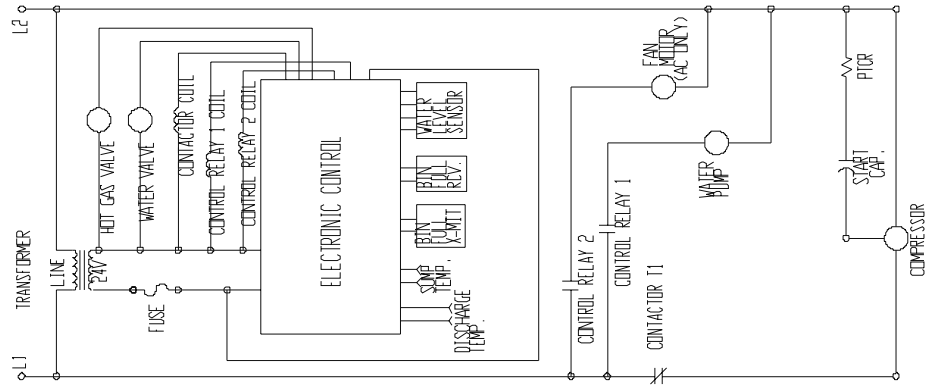 L2
L1
TRANSFORMER
LINE
24V
FUSE
HOT GAS VALVE
WATER VALVE
CONTACTOR COIL
CONTROL RELAY 1 COIL
CONTROL RELAY 2 COIL
ELECTRONIC CONTROL
WATER
LEVEL
SENSOR
BIN
FULL
RCV.
BIN
FULL
X-MIT
SUMP
TEMP.
DISCHARGE
TEMP.
CONTROL RELAY 2
CONTROL RELAY 1
CONTACTOR T1
FAN
MOTOR
(AC ONLY)
WATER
PUMP
PTCR
START
CAP.
COMPRESSOR